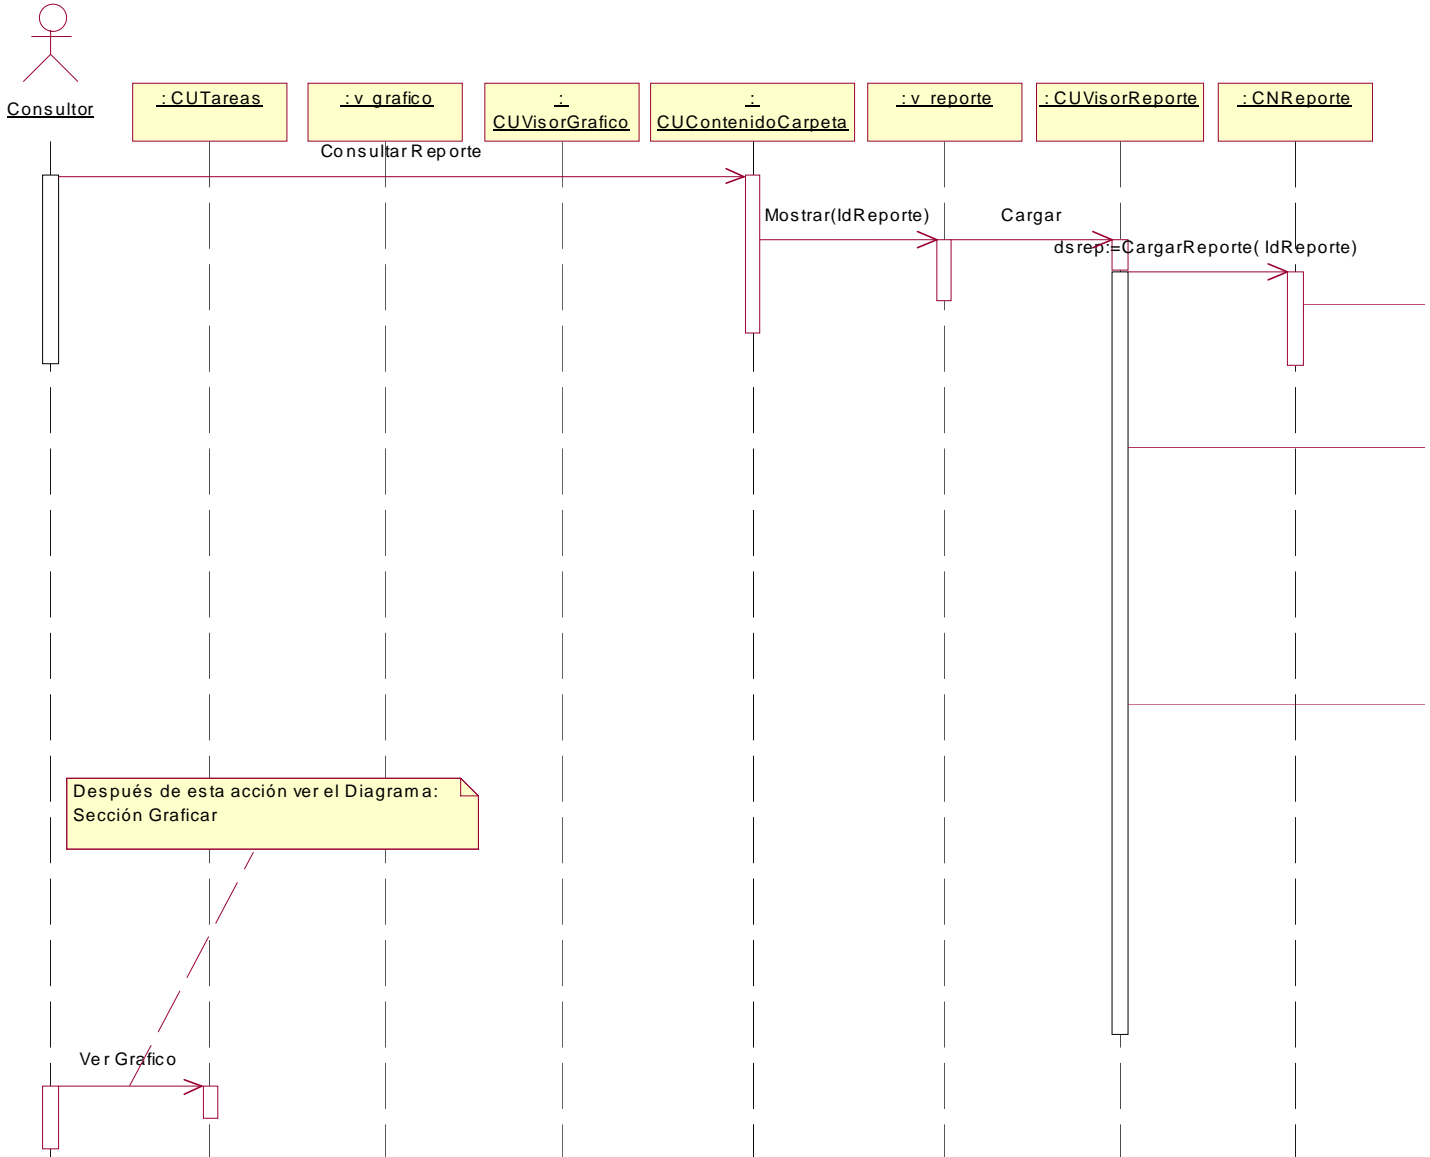 Consultor
: CUTareas
: v_grafico
:
CUVisorGrafico
:
CUContenidoCarpeta
: v_reporte
: CUVisorReporte
: CNReporte
Consultar Reporte
Mostrar(IdReporte)
Cargar
dsrep:=CargarReporte( IdReporte)
Después de esta acción ver el Diagrama:
Sección Graficar
Ver Grafico